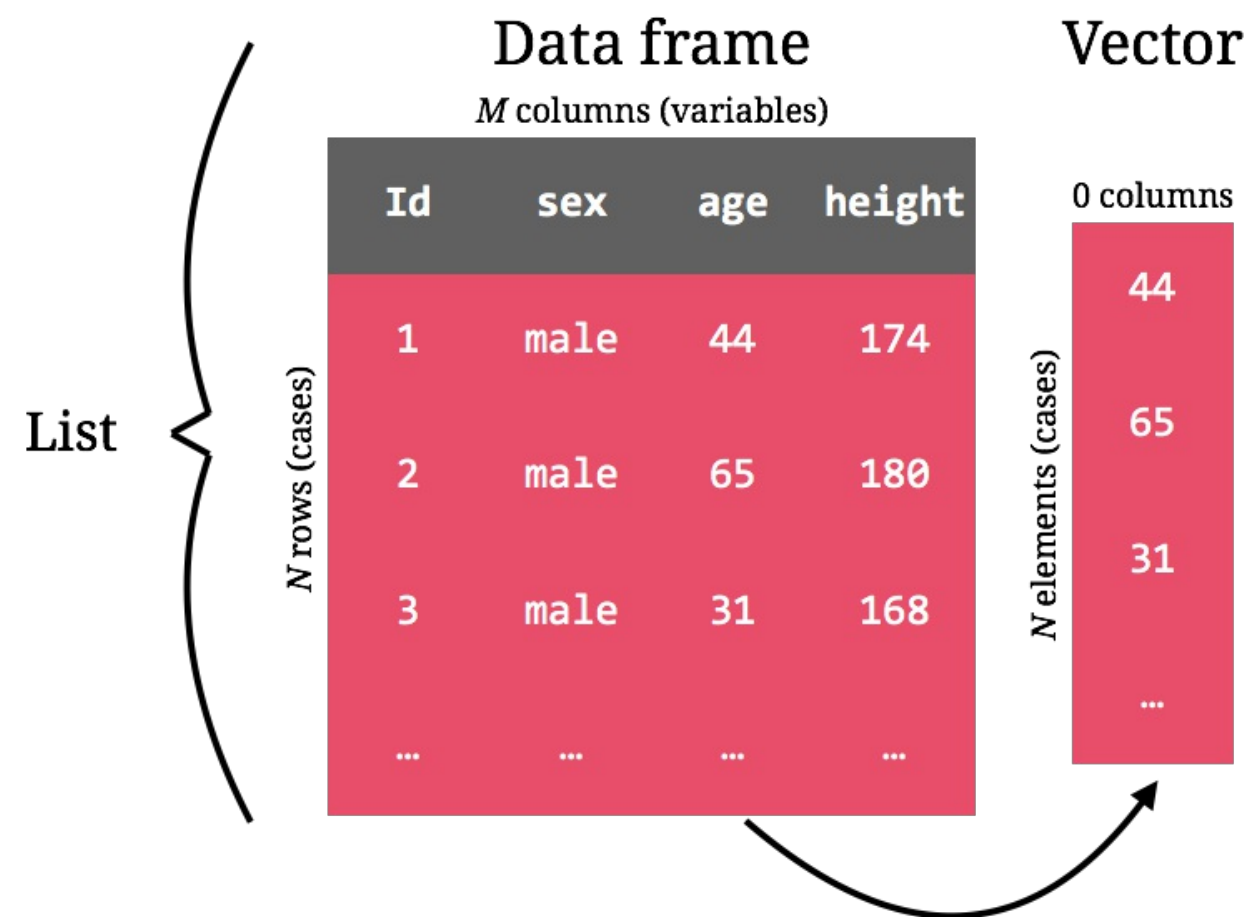 Data frame
Vector
M columns (variables)
0 columns
Id sex age height
1 male 44 174
2 male 65 180
3 male 31 168
... ... ... ...
List
N rows (cases)
N elements (cases)
44
65
31
...